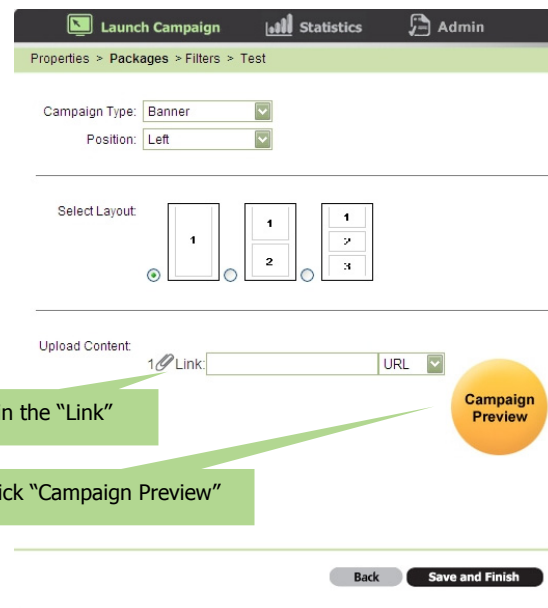 Launch Campaign Statistics Admin
Properties > Packages > Filters > Test
Campaign Type: Banner
Position: Left
Select Layout:
1
1
2
1
2
3
Upload Content:
1 Link: URL
in the “Link”
Campaign
Preview
ick “Campaign Preview”
Back Save and Finish